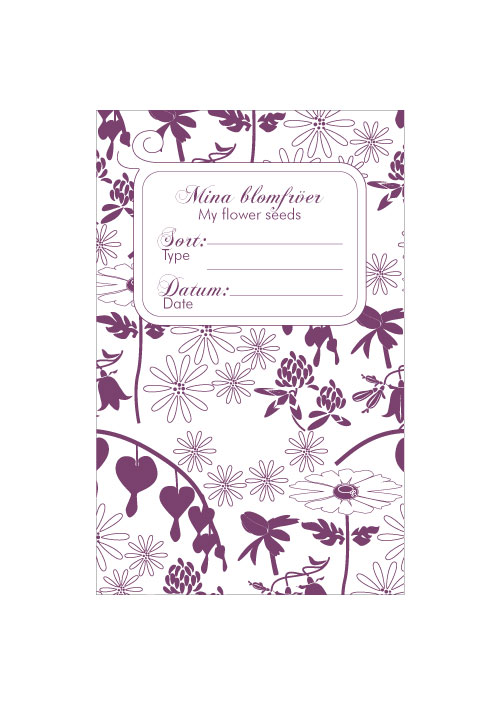 Mina blomfröer
My flower seeds
Sort:
Type
Datum:
Date